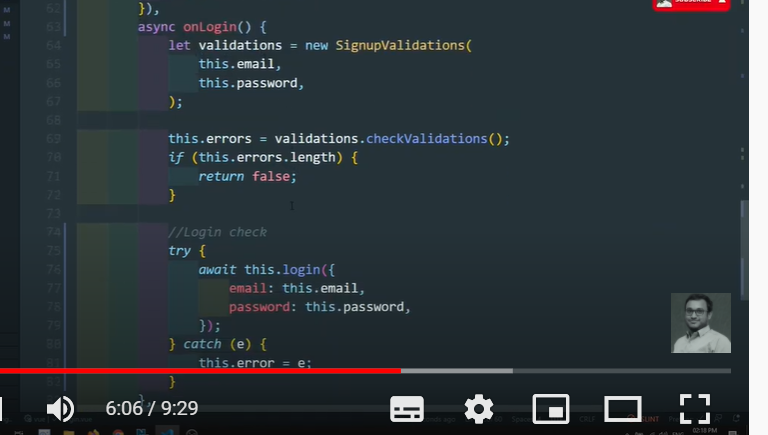 62 }),
63 async onLogin() {
64 let validations = new SignupValidations(
65 this.email,
66 this.password,
67 );
68
69 this.errors = validations.checkValidations();
70 if (this.errors.length) {
71 return false;
72 }
73
74 //Login check
75 try {
76 await this.login({
77 email: this.email,
78 password: this.password,
79 });
80 } catch (e) {
81 this.error = e;
82 }
6:06 / 9:29
02:18 PM